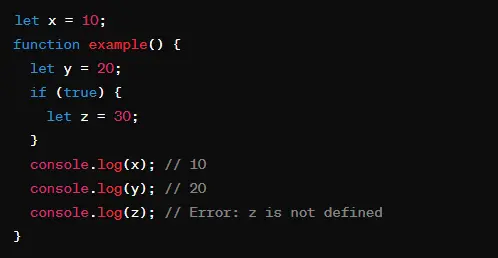 let x = 10;
function example() {
  let y = 20;
  if (true) {
    let z = 30;
  }
  console.log(x); // 10
  console.log(y); // 20
  console.log(z); // Error: z is not defined
}